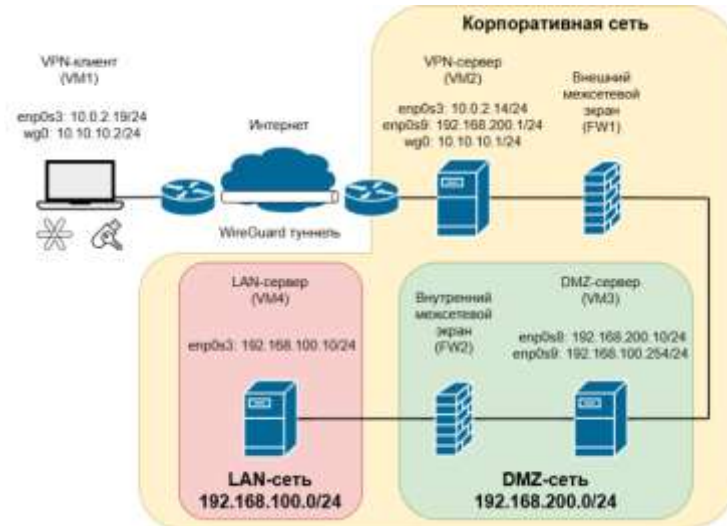 Корпоративная сеть
VPN-клиент
(VM1)
enp0s3: 10.0.2.19/24
wg0: 10.10.10.2/24
Интернет
WireGuard туннель
VPN-сервер
(VM2)
enp0s3: 10.0.2.14/24
enp0s9: 192.168.200.1/24
wg0: 10.10.10.1/24
Внешний
межсетевой
экран
(FW1)
LAN-сервер
(VM4)
enp0s3: 192.168.100.10/24
LAN-сеть
192.168.100.0/24
Внутренний
межсетевой
экран
(FW2)
DMZ-сервер
(VM3)
enp0s8: 192.168.200.10/24
enp0s9: 192.168.100.254/24
DMZ-сеть
192.168.200.0/24